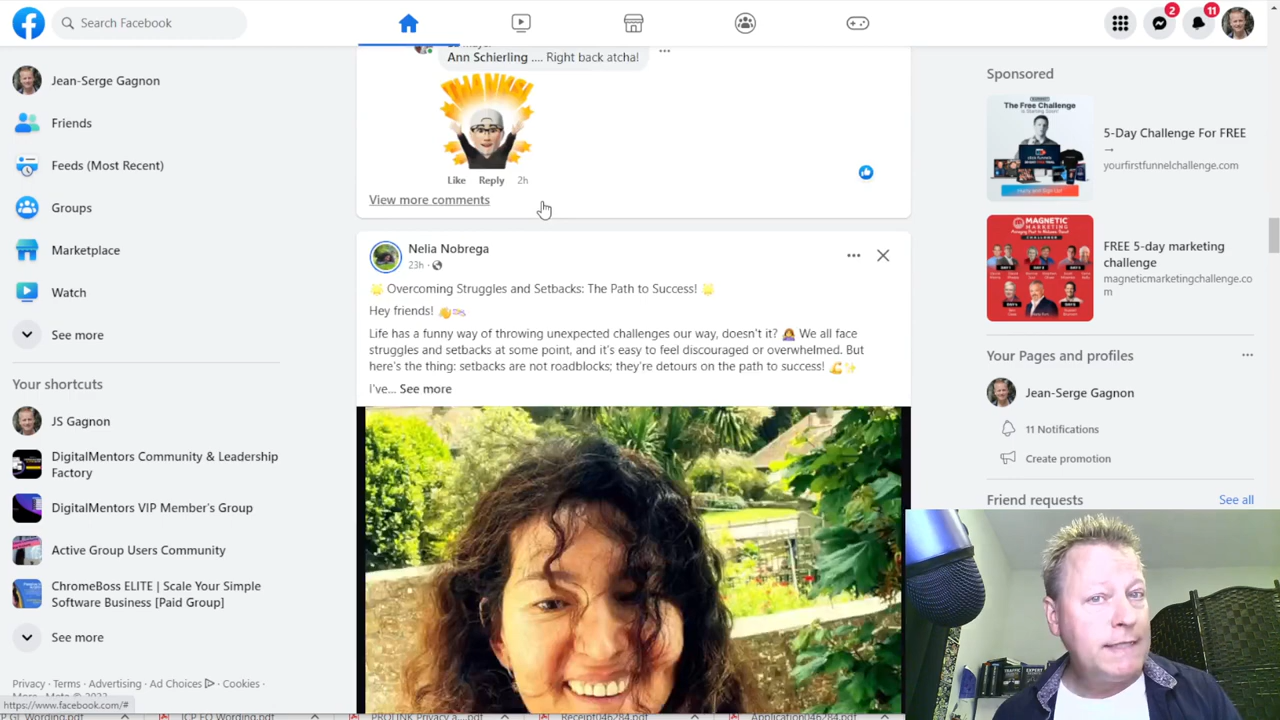 Search Facebook
2
11
Jean-Serge Gagnon
Friends
Feeds (Most Recent)
Groups
Marketplace
Watch
See more
Your shortcuts
JS Gagnon
DigitalMentors Community & Leadership
Factory
DigitalMentors VIP Member's Group
Active Group Users Community
ChromeBoss ELITE | Scale Your Simple
Software Business [Paid Group]
See more
Privacy · Terms · Advertising · Ad Choices · Cookies ·
https://www.facebook.com/#
Ann Schierling .... Right back atcha!
THANKS!
Like Reply 2h
View more comments
Nelia Nobrega
23h ·
Overcoming Struggles and Setbacks: The Path to Success!
Hey friends!
Life has a funny way of throwing unexpected challenges our way, doesn't it? We all face
struggles and setbacks at some point, and it's easy to feel discouraged or overwhelmed. But
here's the thing: setbacks are not roadblocks; they're detours on the path to success!
I've... See more
Sponsored
The Free Challenge
5-Day Challenge For FREE
→
yourfirstfunnelchallenge.com
MAGNETIC
MARKETING
FREE 5-day marketing
challenge
magneticmarketingchallenge.co
m
Your Pages and profiles
Jean-Serge Gagnon
11 Notifications
Create promotion
Friend requests
See all
TRAFFIC
EXPERT